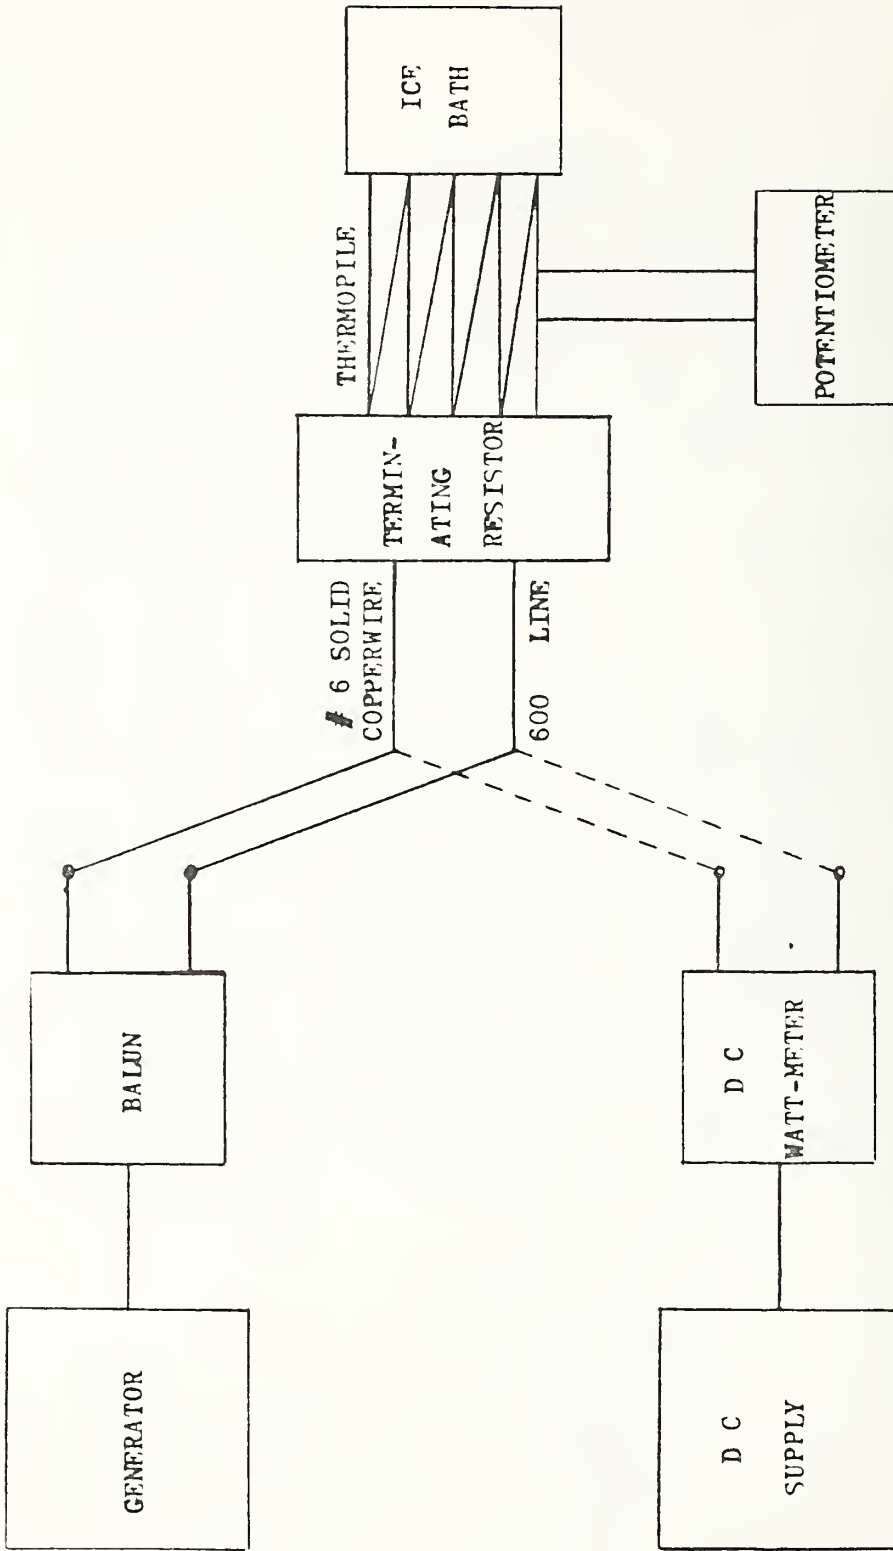 GENERATOR
BALUN
# 6 SOLID
COPPERWIRE
600 LINE
TERMIN-
ATING
RESISTOR
THERMOPILE
ICE
BATH
D C
SUPPLY
D C
WATT-METER
POTENTIOMETER